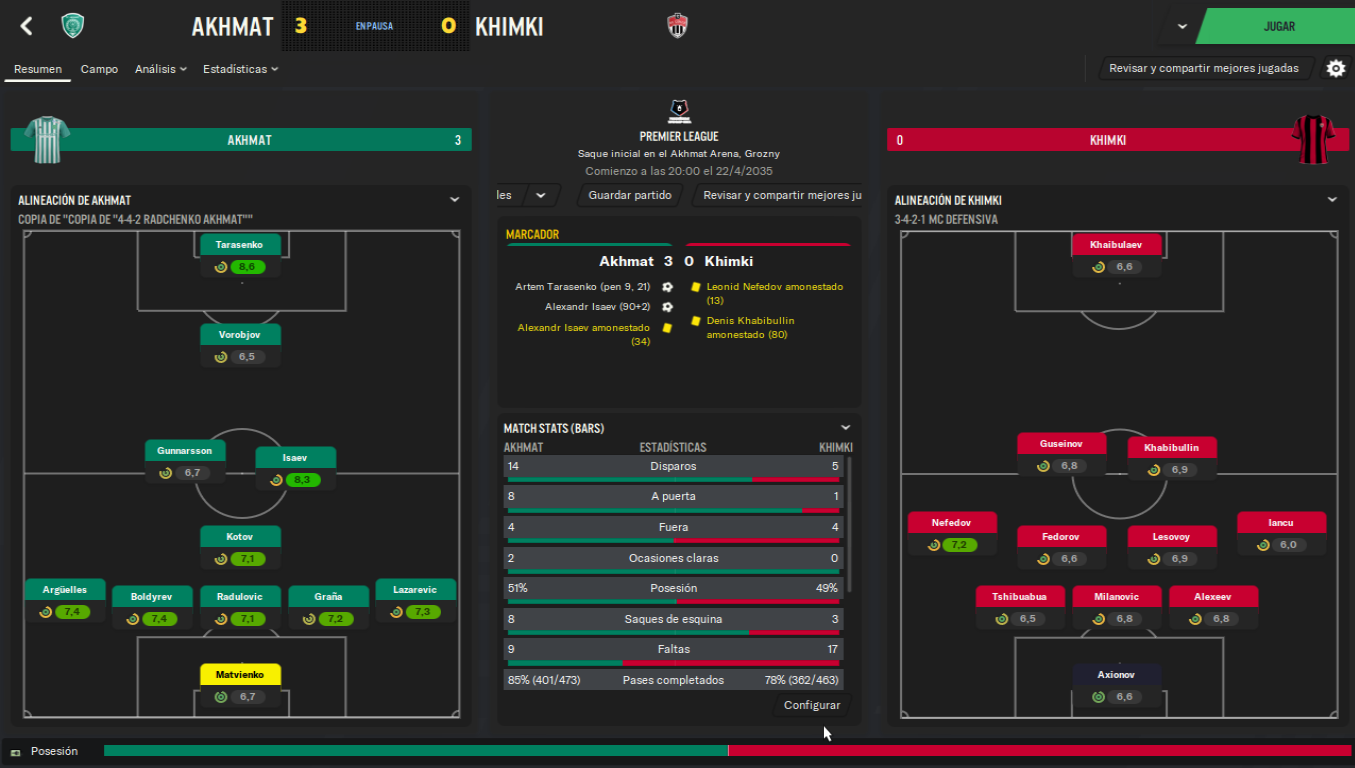 AKHMAT 3 EN PAUSA 0 KHIMKI
JUGAR
Resumen Campo Análisis Estadísticas
Revisar y compartir mejores jugadas
AKHMAT 3
PREMIER LEAGUE
Saque inicial en el Akhmat Arena, Grozny
Comienzo a las 20:00 el 22/4/2035
les Guardar partido Revisar y compartir mejores ju
0 KHIMKI
ALINEACIÓN DE AKHMAT
COPIA DE "COPIA DE "4-4-2 RADCHENKO AKHMAT""
Tarasenko
8,6
Vorobjov
6,5
Gunnarsson
6,7
Isaev
8,3
Kotov
7,1
Argüelles
7,4
Boldyrev
7,4
Radulovic
7,1
Graña
7,2
Lazarevic
7,3
Matvienko
6,7
MARCADOR
Akhmat 3 0 Khimki
Artem Tarasenko (pen 9, 21)
Alexandr Isaev (90+2)
Alexandr Isaev amonestado
(34)
Leonid Nefedov amonestado
(13)
Denis Khabibullin
amonestado (80)
MATCH STATS (BARS)
AKHMAT ESTADÍSTICAS KHIMKI
14 Disparos 5
8 A puerta 1
4 Fuera 4
2 Ocasiones claras 0
51% Posesión 49%
8 Saques de esquina 3
9 Faltas 17
85% (401/473) Pases completados 78% (362/463)
Configurar
ALINEACIÓN DE KHIMKI
3-4-2-1 MC DEFENSIVA
Khaibulaev
6,6
Guseinov
6,8
Khabibullin
6,9
Nefedov
7,2
Fedorov
6,6
Lesovoy
6,9
Iancu
6,0
Tshibuabua
6,5
Milanovic
6,8
Alexeev
6,8
Axionov
6,6
Posesión